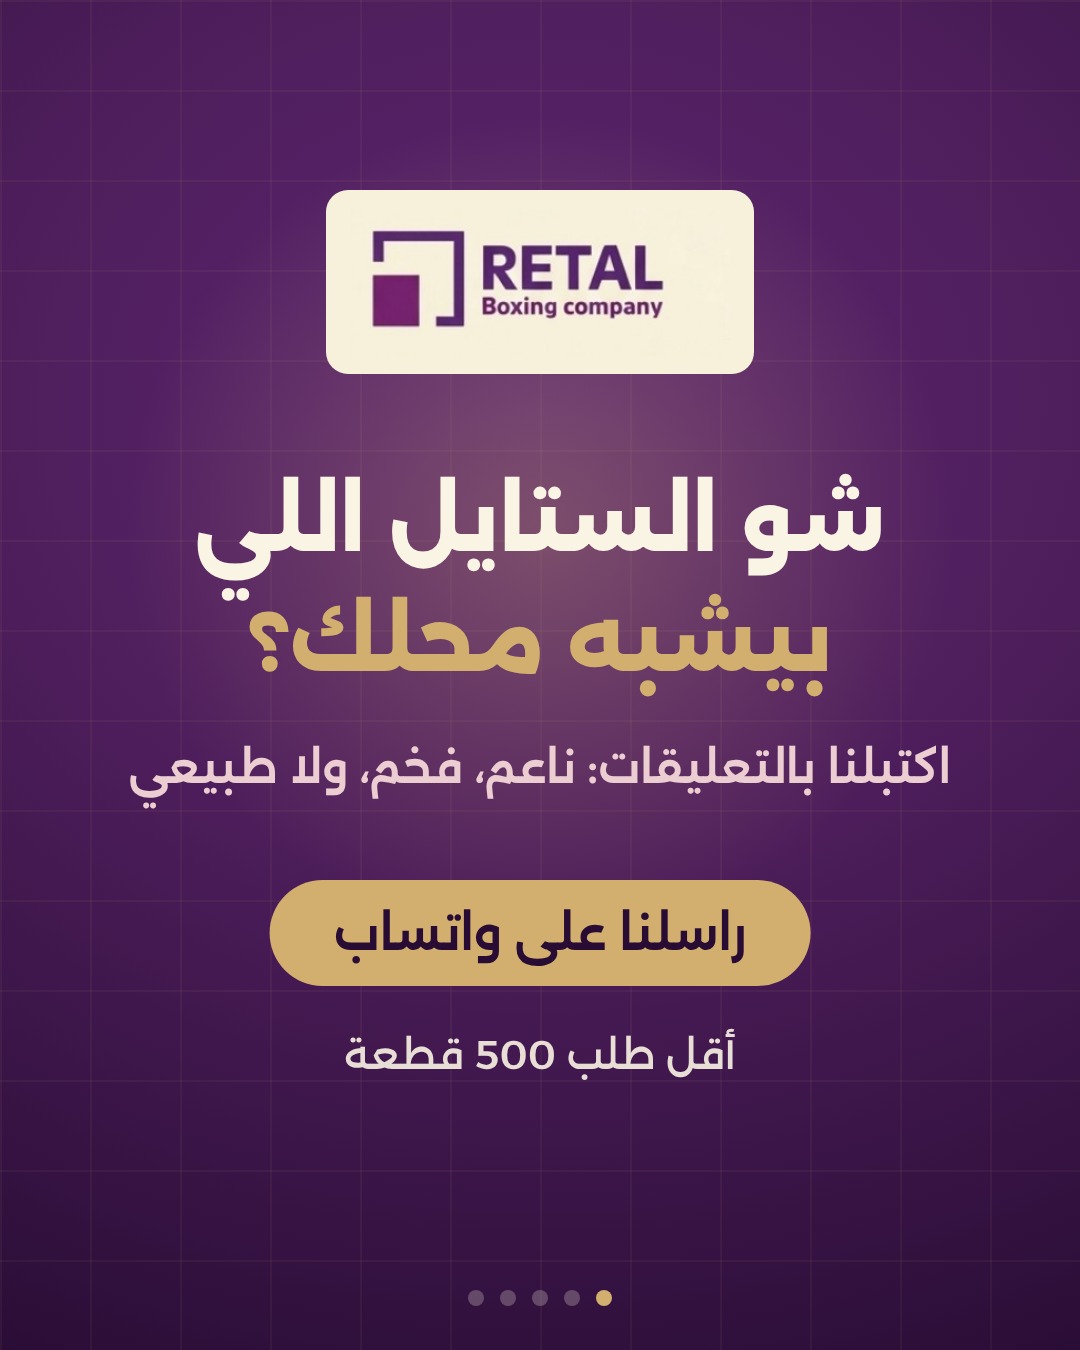 RETAL
Boxing company
شو الستايل اللي
بيشبه محلك؟
اكتبلنا بالتعليقات: ناعم، فخم، ولا طبيعي
راسلنا على واتساب
أقل طلب 500 قطعة